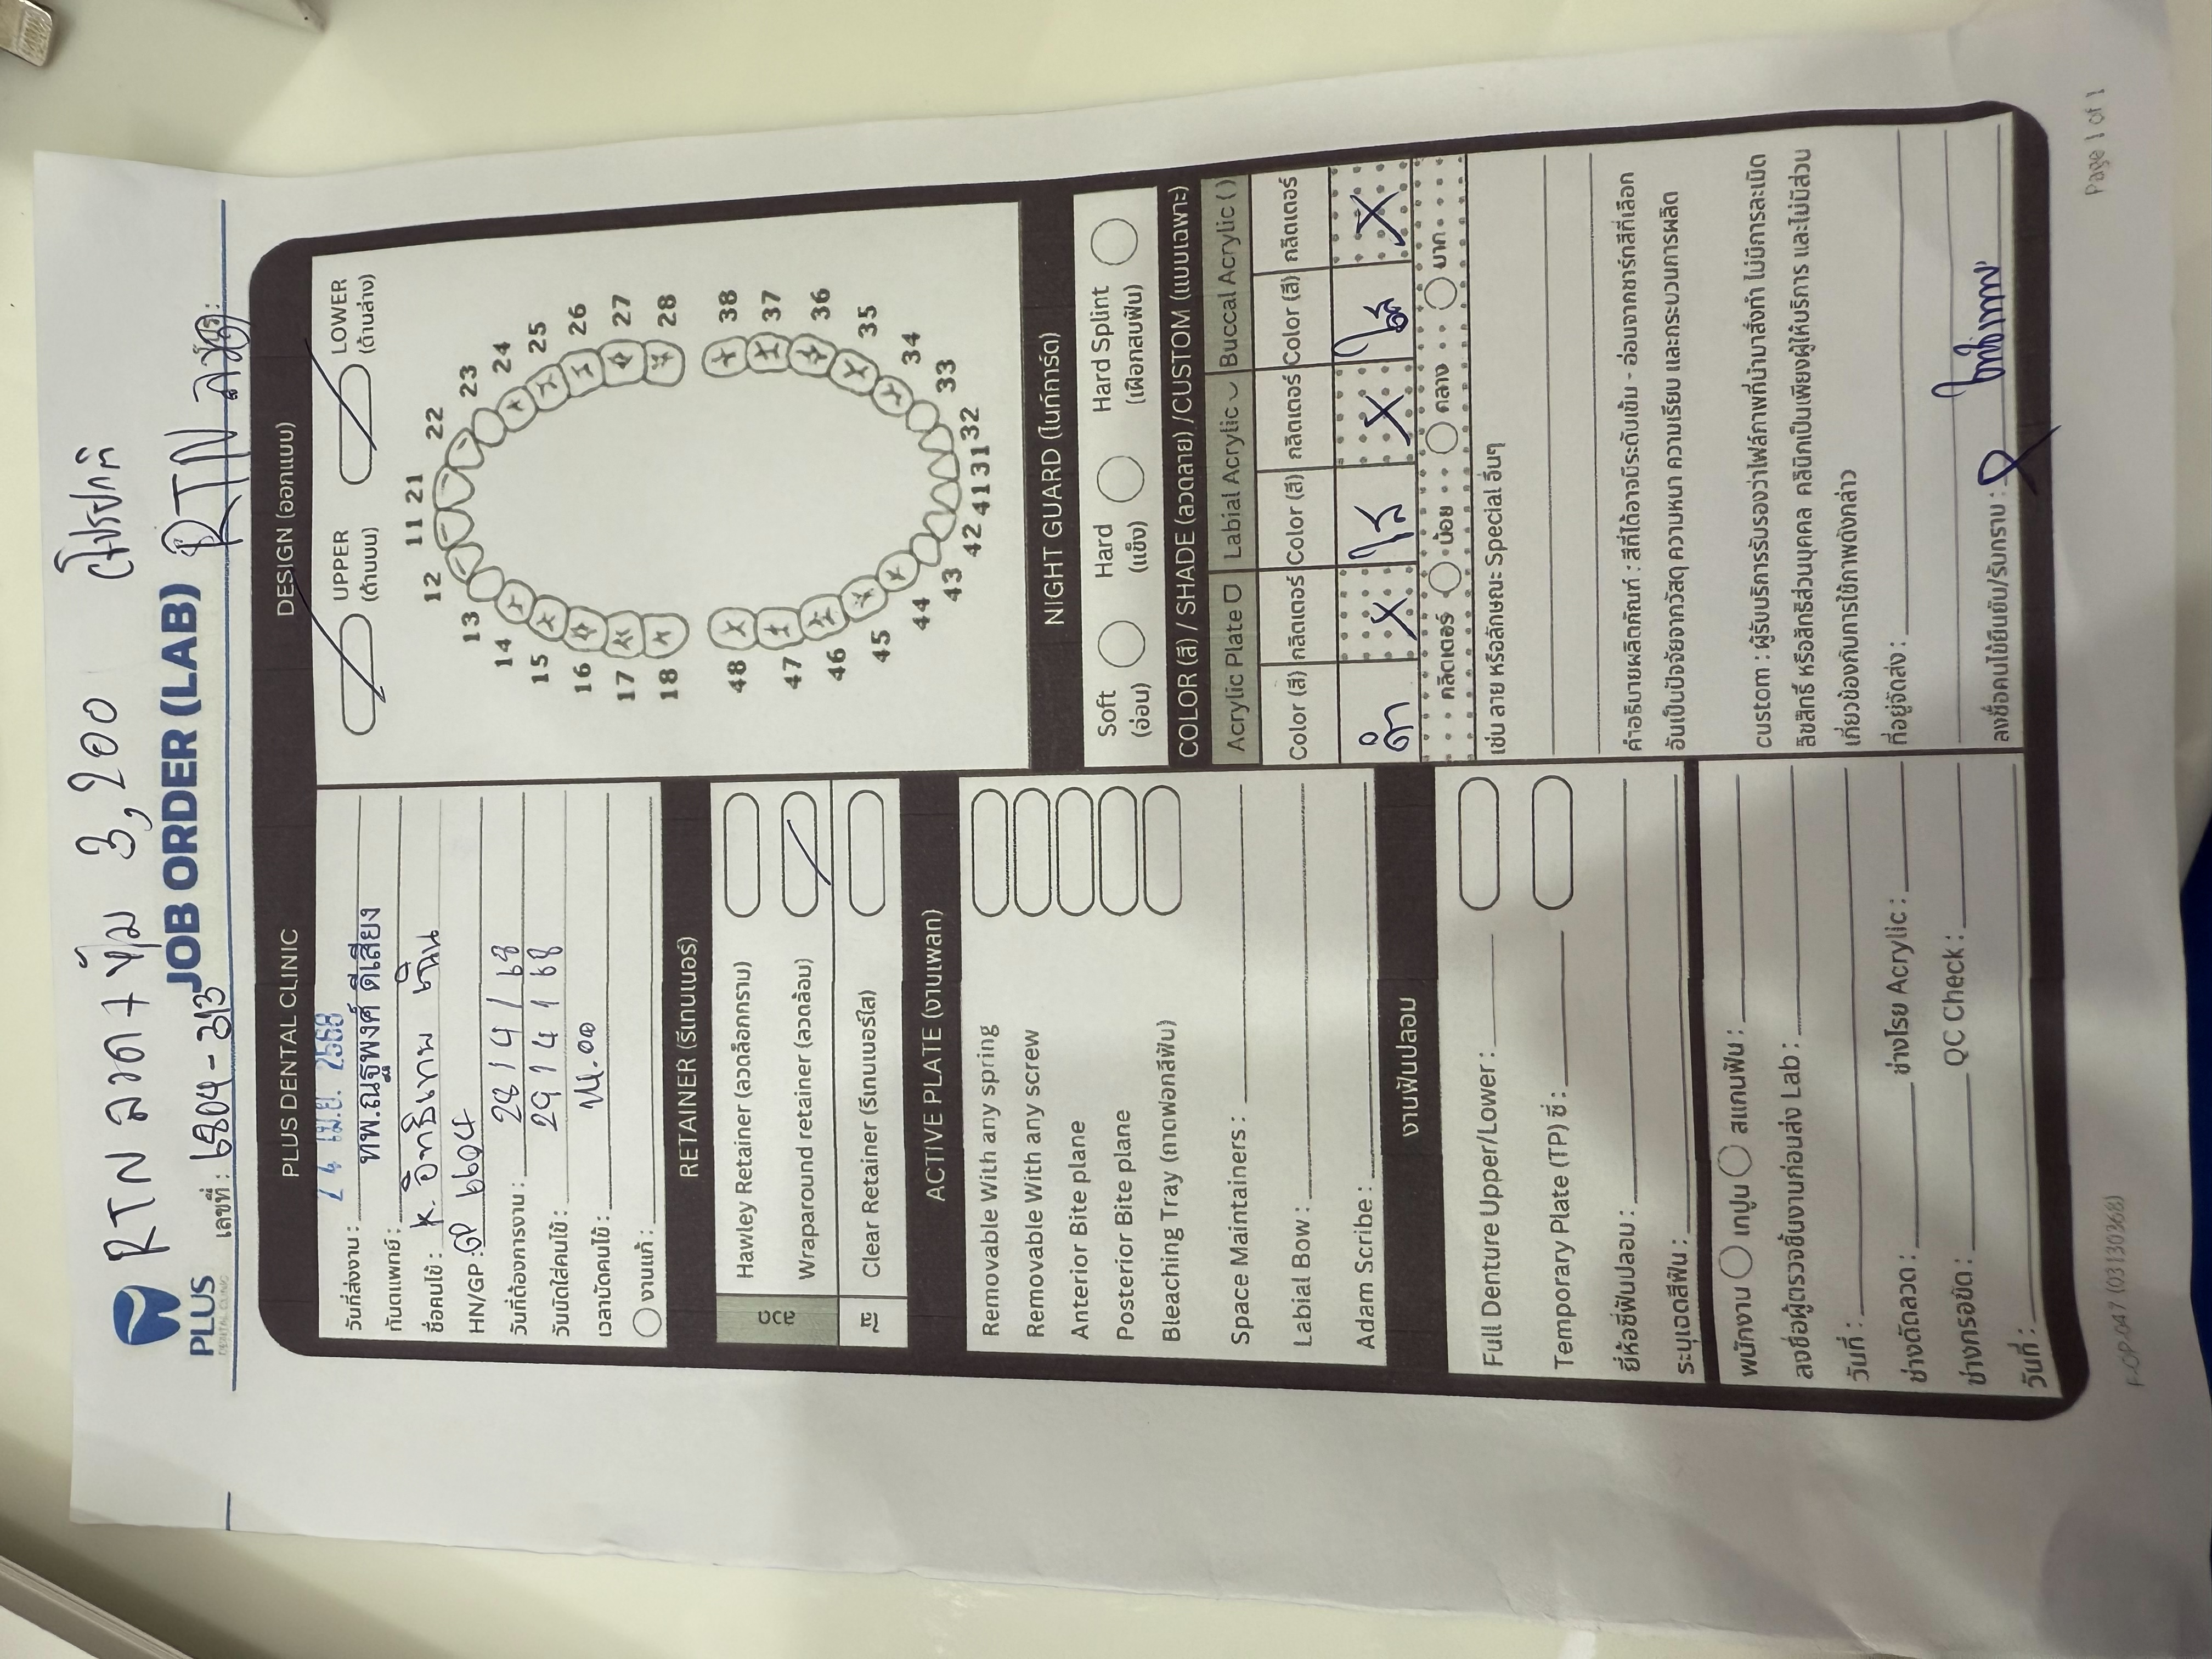 RTN ลวด + หุ้ม 3,200 (โปรปกติ
PLUS
DENTAL CLINIC
JOB ORDER (LAB)
RTN ลวด
เลขที่ : 6804-313
PLUS DENTAL CLINIC
24 เม.ย. 2568
วันที่ส่งงาน :
ทันตแพทย์ : ทพ.ณฐพงศ์ ดีเสียง
ชื่อคนไข้ : K. อิทธิเทพ เฉิน
HN/GP : GP 6604
วันที่ต้องการงาน : 28/4/68
วันนัดใส่คนไข้ : 29/4/68
เวลานัดคนไข้ : 14.00
งานแก้ :
RETAINER (รีเทนเนอร์)
ลวด
Hawley Retainer (ลวดล็อกกราม)
Wraparound retainer (ลวดล้อม)
ใส
Clear Retainer (รีเทนเนอร์ใส)
ACTIVE PLATE (งานเพลท)
Removable With any spring
Removable With any screw
Anterior Bite plane
Posterior Bite plane
Bleaching Tray (ถาดฟอกสีฟัน)
Space Maintainers :
Labial Bow :
Adam Scribe :
งานฟันปลอม
Full Denture Upper/Lower :
Temporary Plate (TP) ซี่ :
ยี่ห้อซี่ฟันปลอม :
ระบุเฉดสีฟัน :
พนักงาน เทปูน สแกนฟัน :
ลงชื่อผู้ตรวจชิ้นงานก่อนส่ง Lab :
วันที่ :
ช่างดัดลวด : ช่างโรย Acrylic :
ช่างกรอขัด : QC Check :
วันที่ :
DESIGN (ออกแบบ)
UPPER
(ด้านบน)
LOWER
(ด้านล่าง)
11 21
12 22
13 23
14 24
15 25
16 26
17 27
18 28
48 38
47 37
46 36
45 35
44 34
43 33
42 41 31 32
NIGHT GUARD (ไนท์การ์ด)
Soft
(อ่อน)
Hard
(แข็ง)
Hard Splint
(เฝือกสบฟัน)
COLOR (สี) / SHADE (ลวดลาย) /CUSTOM (แบบเฉพาะ)
Acrylic Plate Labial Acrylic Buccal Acrylic ( )
Color (สี) กลิตเตอร์ Color (สี) กลิตเตอร์ Color (สี) กลิตเตอร์
ดำ X ใส X ใส X
กลิตเตอร์ น้อย กลาง มาก
เช่น ลาย หรือลักษณะ Special อื่นๆ
คำอธิบายผลิตภัณฑ์ : สีที่ได้อาจมีระดับเข้ม - อ่อนจากชาร์ทสีที่เลือก
อันเป็นปัจจัยจากวัสดุ ความหนา ความเรียบ และกระบวนการผลิต
custom : ผู้รับบริการรับรองว่าไฟล์ภาพที่นำมาสั่งทำ ไม่มีการละเมิด
ลิขสิทธิ์ หรือสิทธิส่วนบุคคล คลินิกเป็นเพียงผู้ให้บริการ และไม่มีส่วน
เกี่ยวข้องกับการใช้ภาพดังกล่าว
ที่อยู่จัดส่ง :
ลงชื่อคนไข้ยืนยัน/รับทราบ : อิทธิเทพ
F-OP-047 (03130368)
Page 1 of 1